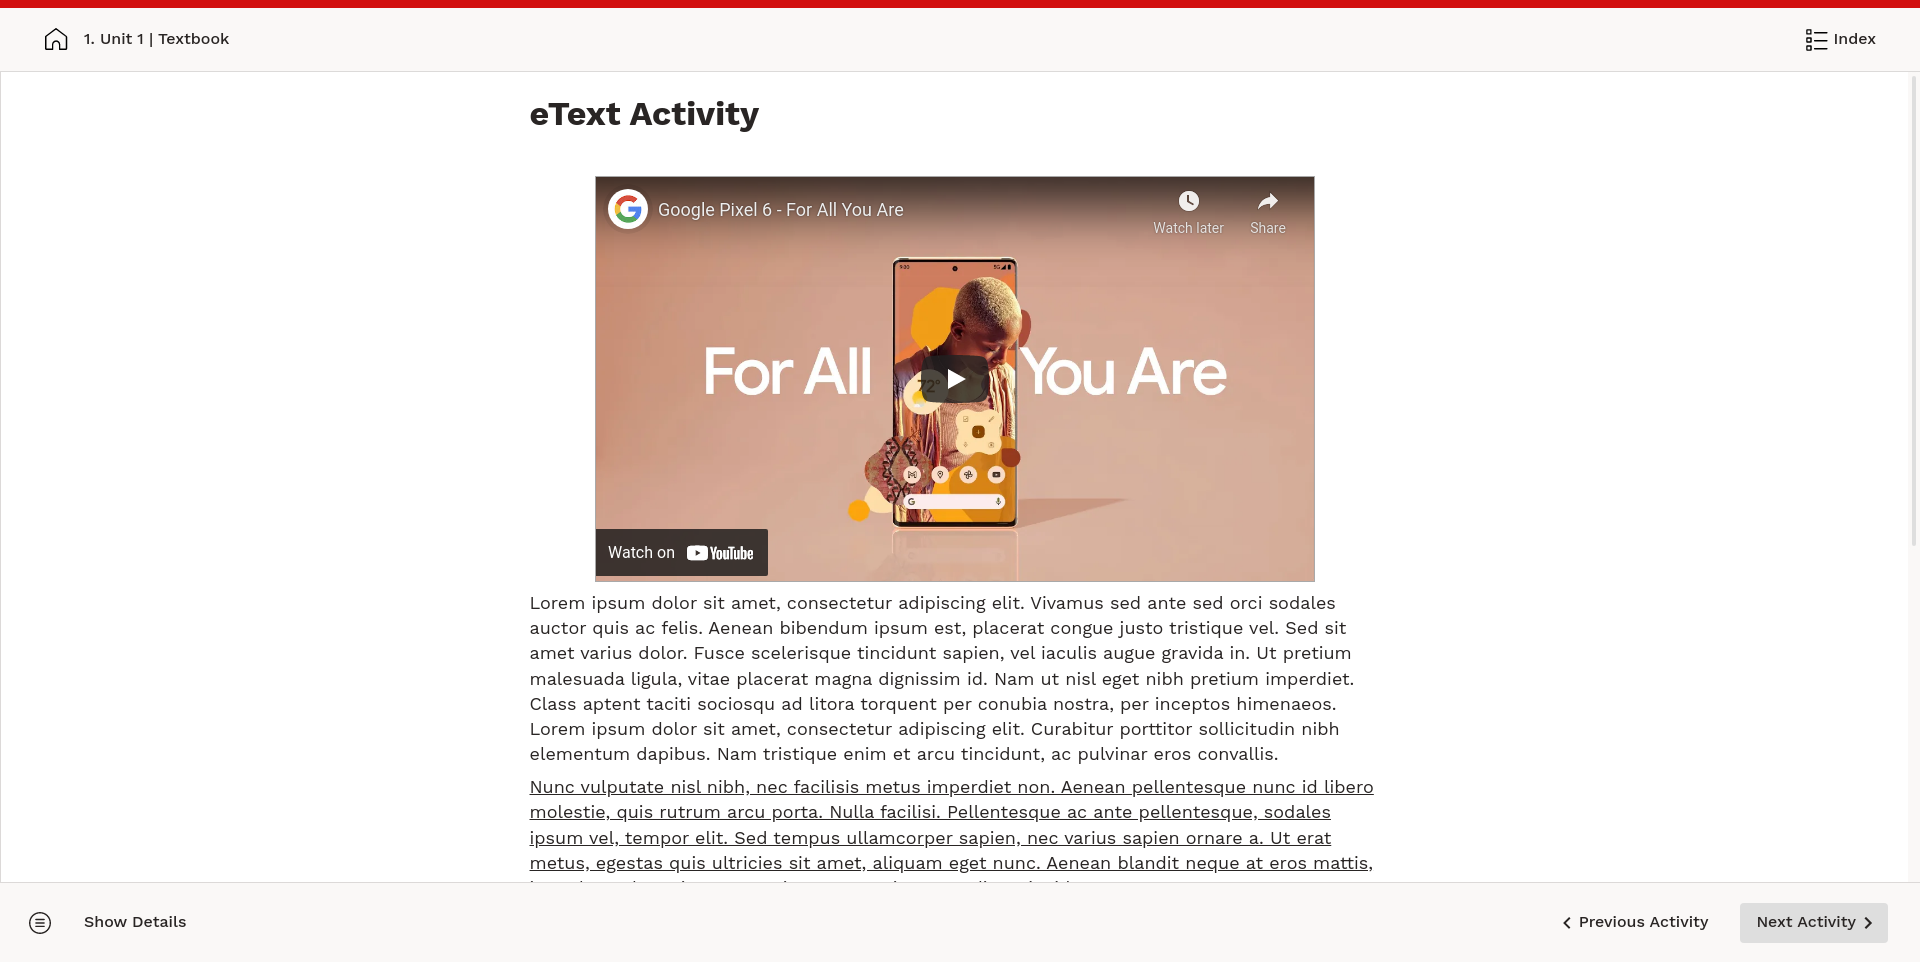 1. Unit 1 | Textbook
Index
eText Activity
Google Pixel 6 - For All You Are
Watch later
Share
9:00
5G
For All You Are
72°
Watch on YouTube
Lorem ipsum dolor sit amet, consectetur adipiscing elit. Vivamus sed ante sed orci sodales
auctor quis ac felis. Aenean bibendum ipsum est, placerat congue justo tristique vel. Sed sit
amet varius dolor. Fusce scelerisque tincidunt sapien, vel iaculis augue gravida in. Ut pretium
malesuada ligula, vitae placerat magna dignissim id. Nam ut nisl eget nibh pretium imperdiet.
Class aptent taciti sociosqu ad litora torquent per conubia nostra, per inceptos himenaeos.
Lorem ipsum dolor sit amet, consectetur adipiscing elit. Curabitur porttitor sollicitudin nibh
elementum dapibus. Nam tristique enim et arcu tincidunt, ac pulvinar eros convallis.
Nunc vulputate nisl nibh, nec facilisis metus imperdiet non. Aenean pellentesque nunc id libero
molestie, quis rutrum arcu porta. Nulla facilisi. Pellentesque ac ante pellentesque, sodales
ipsum vel, tempor elit. Sed tempus ullamcorper sapien, nec varius sapien ornare a. Ut erat
metus, egestas quis ultricies sit amet, aliquam eget nunc. Aenean blandit neque at eros mattis,
Show Details
Previous Activity
Next Activity